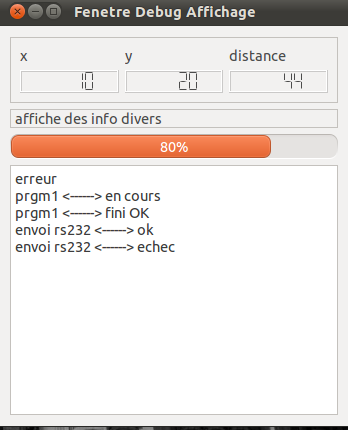 Fenetre Debug Affichage
x y distance
10 20 44
affiche des info divers
80%
erreur
prgm1 <------> en cours
prgm1 <------> fini OK
envoi rs232 <------> ok
envoi rs232 <------> echec